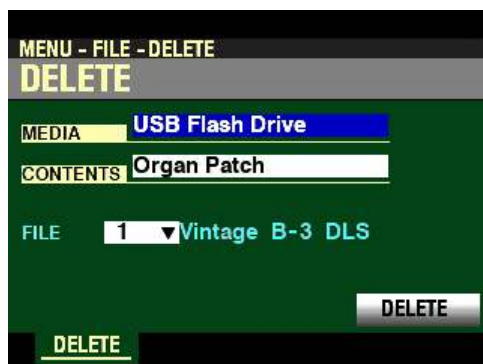 MENU - FILE - DELETE
DELETE
MEDIA USB Flash Drive
CONTENTS Organ Patch
FILE 1 ▼ Vintage B-3 DLS
DELETE
DELETE